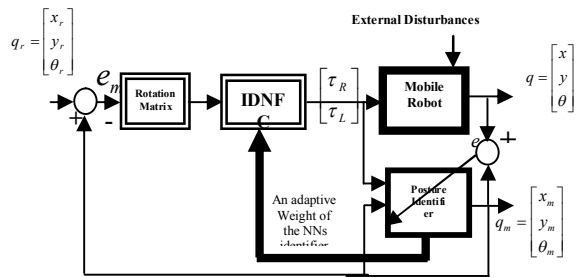 External Disturbances
q_r = [x_r y_r θ_r]
e_m
+
-
Rotation
Matrix
IDNF
C
[τ_R τ_L]
Mobile
Robot
q = [x y θ]
e
+
-
An adaptive
Weight of
the NNs
identifier
Posture
Identifi
er
q_m = [x_m y_m θ_m]